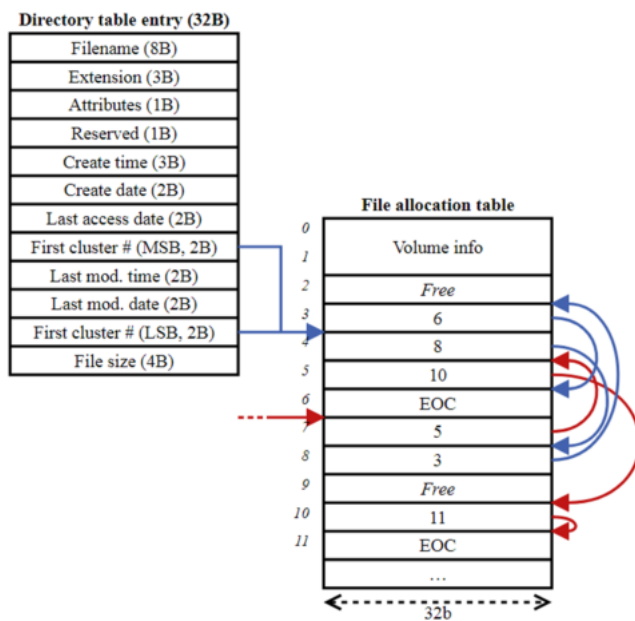 Directory table entry (32B)
Filename (8B)
Extension (3B)
Attributes (1B)
Reserved (1B)
Create time (3B)
Create date (2B)
Last access date (2B)
First cluster # (MSB, 2B)
Last mod. time (2B)
Last mod. date (2B)
First cluster # (LSB, 2B)
File size (4B)
File allocation table
0
Volume info
1
2
Free
3
6
4
8
5
10
6
EOC
7
5
8
3
9
Free
10
11
11
EOC
...
32b